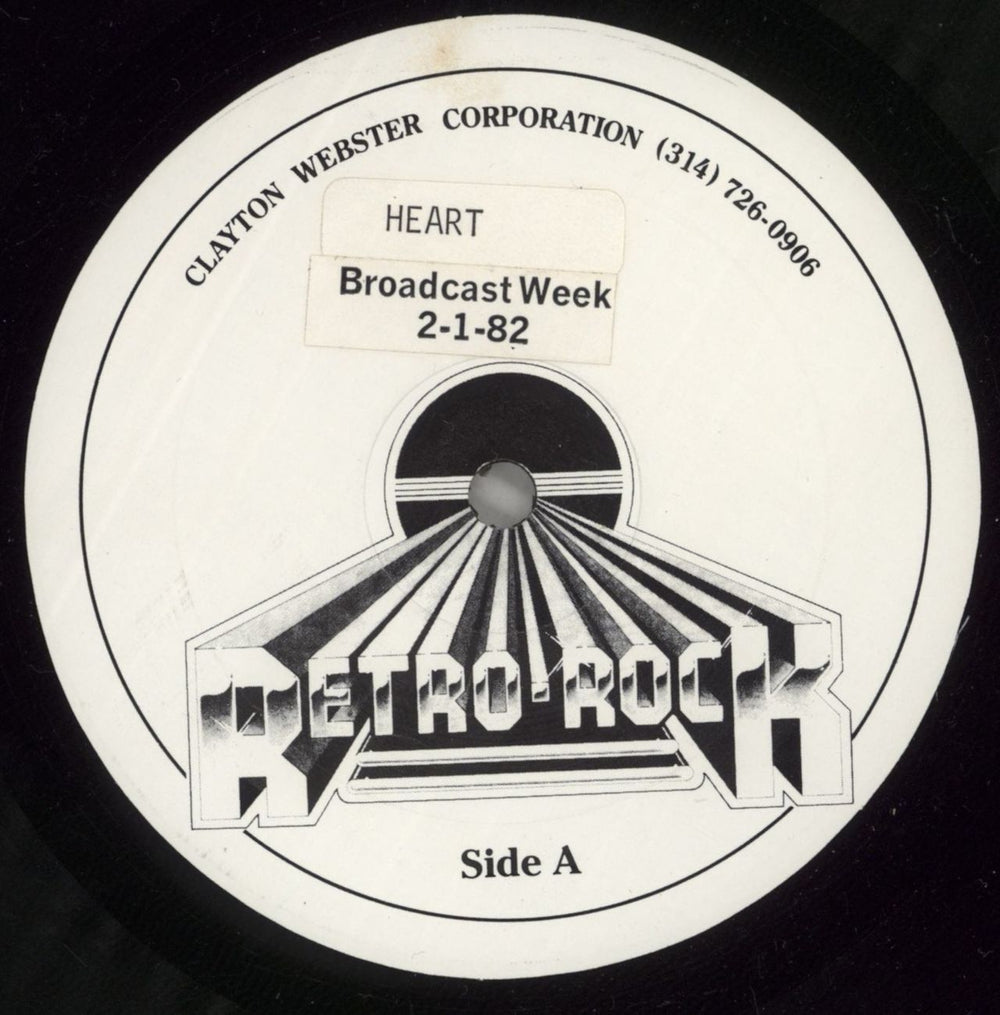 CLAYTON WEBSTER CORPORATION (314) 726-0906
HEART
Broadcast Week
2-1-82
RETRO-ROCK
Side A